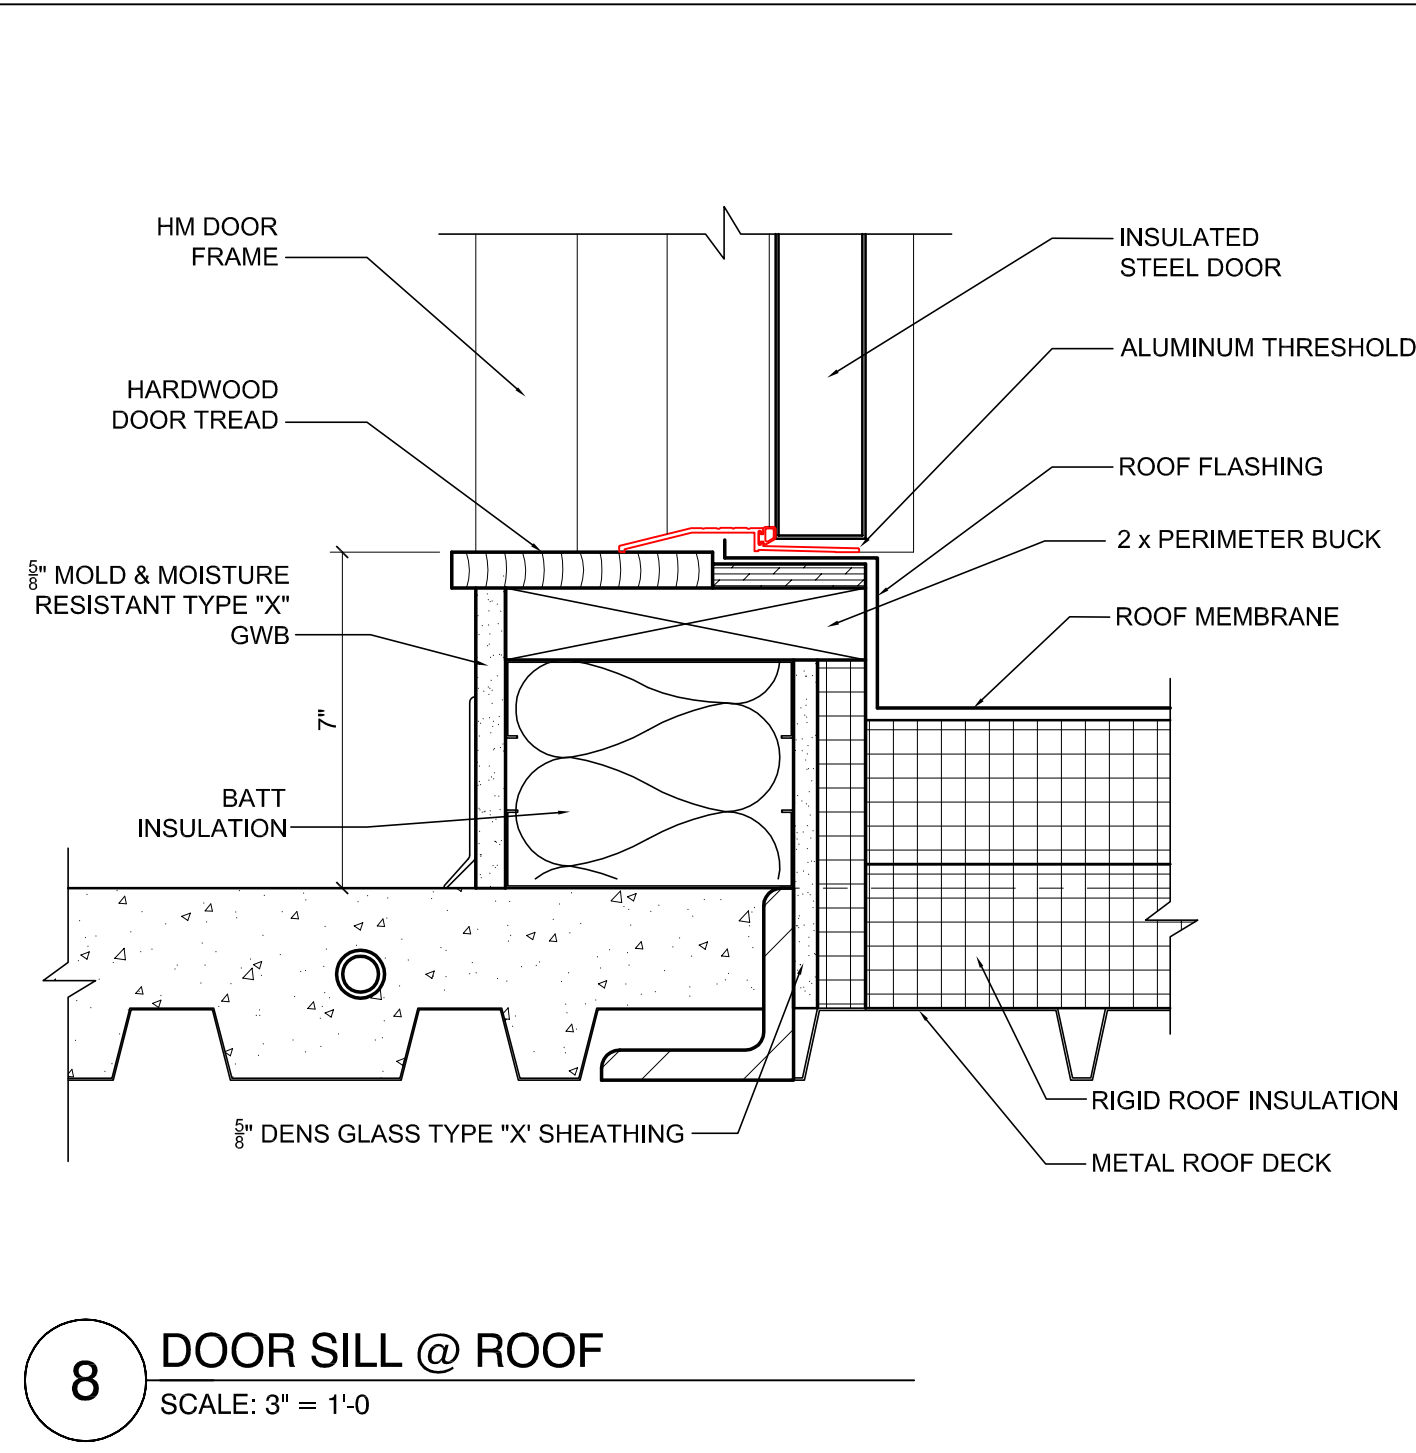 HM DOOR
FRAME
HARDWOOD
DOOR TREAD
5/8" MOLD & MOISTURE
RESISTANT TYPE "X"
GWB
7"
BATT
INSULATION
INSULATED
STEEL DOOR
ALUMINUM THRESHOLD
ROOF FLASHING
2 x PERIMETER BUCK
ROOF MEMBRANE
RIGID ROOF INSULATION
METAL ROOF DECK
5/8" DENS GLASS TYPE "X' SHEATHING
8
DOOR SILL @ ROOF
SCALE: 3" = 1'-0